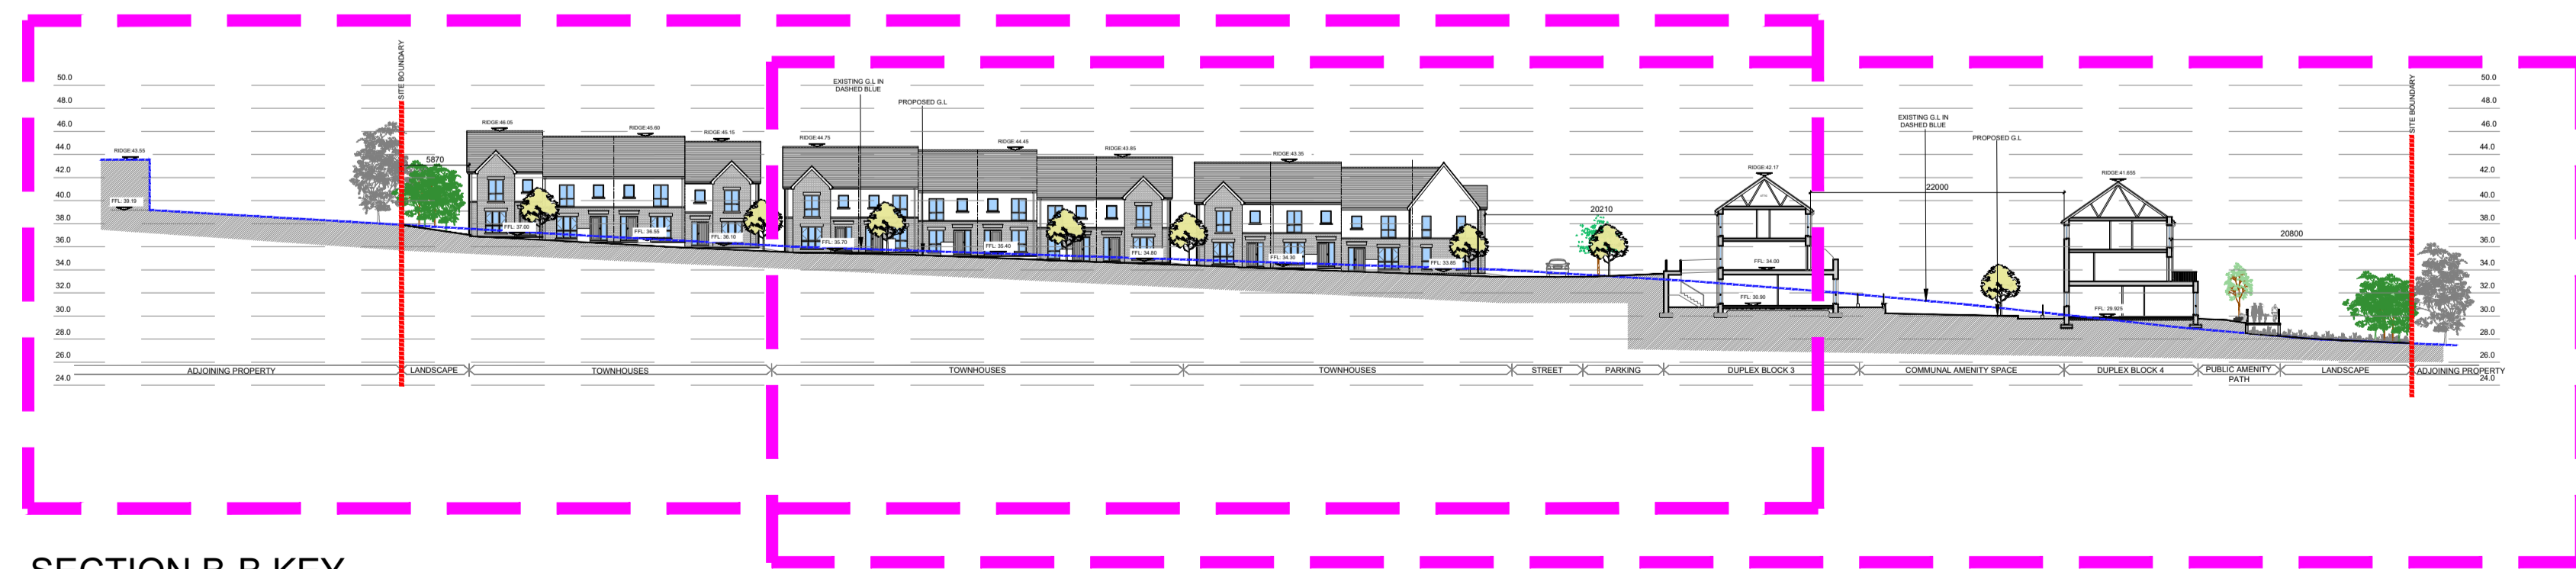 SITE BOUNDARY
50.0
48.0
46.0
44.0
42.0
40.0
38.0
36.0
34.0
32.0
30.0
28.0
26.0
24.0
RIDGE:43.55
FFL: 39.19
5870
RIDGE:46.05
RIDGE:45.60
RIDGE:45.15
FFL: 37.00
FFL: 36.55
FFL: 36.10
EXISTING G.L IN
DASHED BLUE
PROPOSED G.L
RIDGE:44.75
RIDGE:44.45
RIDGE:43.85
FFL: 35.70
FFL: 35.40
FFL: 34.80
RIDGE:43.35
FFL: 34.30
FFL: 33.85
20210
RIDGE:42.17
FFL: 34.00
FFL: 30.90
22000
EXISTING G.L IN
DASHED BLUE
PROPOSED G.L
RIDGE:41.655
FFL: 29.925
20800
SITE BOUNDARY
50.0
48.0
46.0
44.0
42.0
40.0
38.0
36.0
34.0
32.0
30.0
28.0
26.0
24.0
ADJOINING PROPERTY
LANDSCAPE
TOWNHOUSES
TOWNHOUSES
TOWNHOUSES
STREET
PARKING
DUPLEX BLOCK 3
COMMUNAL AMENITY SPACE
DUPLEX BLOCK 4
PUBLIC AMENITY
PATH
LANDSCAPE
ADJOINING PROPERTY
SECTION B-B KEY